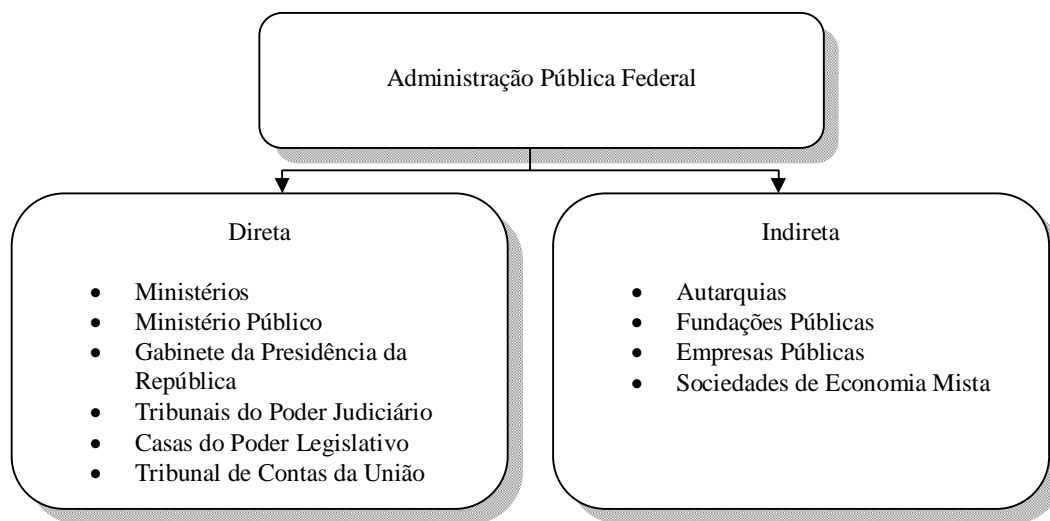 Administração Pública Federal
Direta
• Ministérios
• Ministério Público
• Gabinete da Presidência da
República
• Tribunais do Poder Judiciário
• Casas do Poder Legislativo
• Tribunal de Contas da União
Indireta
• Autarquias
• Fundações Públicas
• Empresas Públicas
• Sociedades de Economia Mista